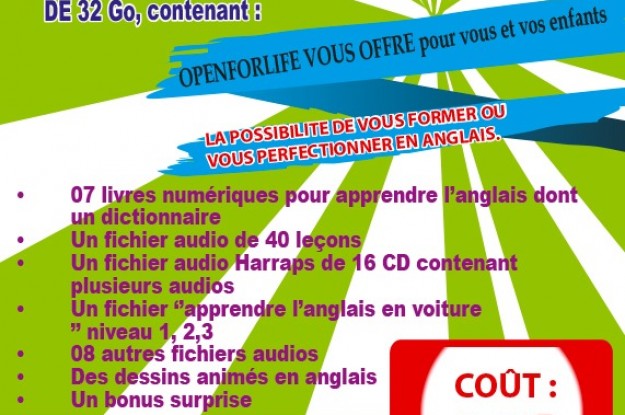 DE 32 Go, contenant :
OPENFORLIFE VOUS OFFRE pour vous et vos enfants
LA POSSIBILITE DE VOUS FORMER OU
VOUS PERFECTIONNER EN ANGLAIS.
• 07 livres numériques pour apprendre l’anglais dont
un dictionnaire
• Un fichier audio de 40 leçons
• Un fichier audio Harraps de 16 CD contenant
plusieurs audios
• Un fichier ‘’apprendre l’anglais en voiture
’’ niveau 1, 2,3
• 08 autres fichiers audios
• Des dessins animés en anglais
• Un bonus surprise
COÛT :